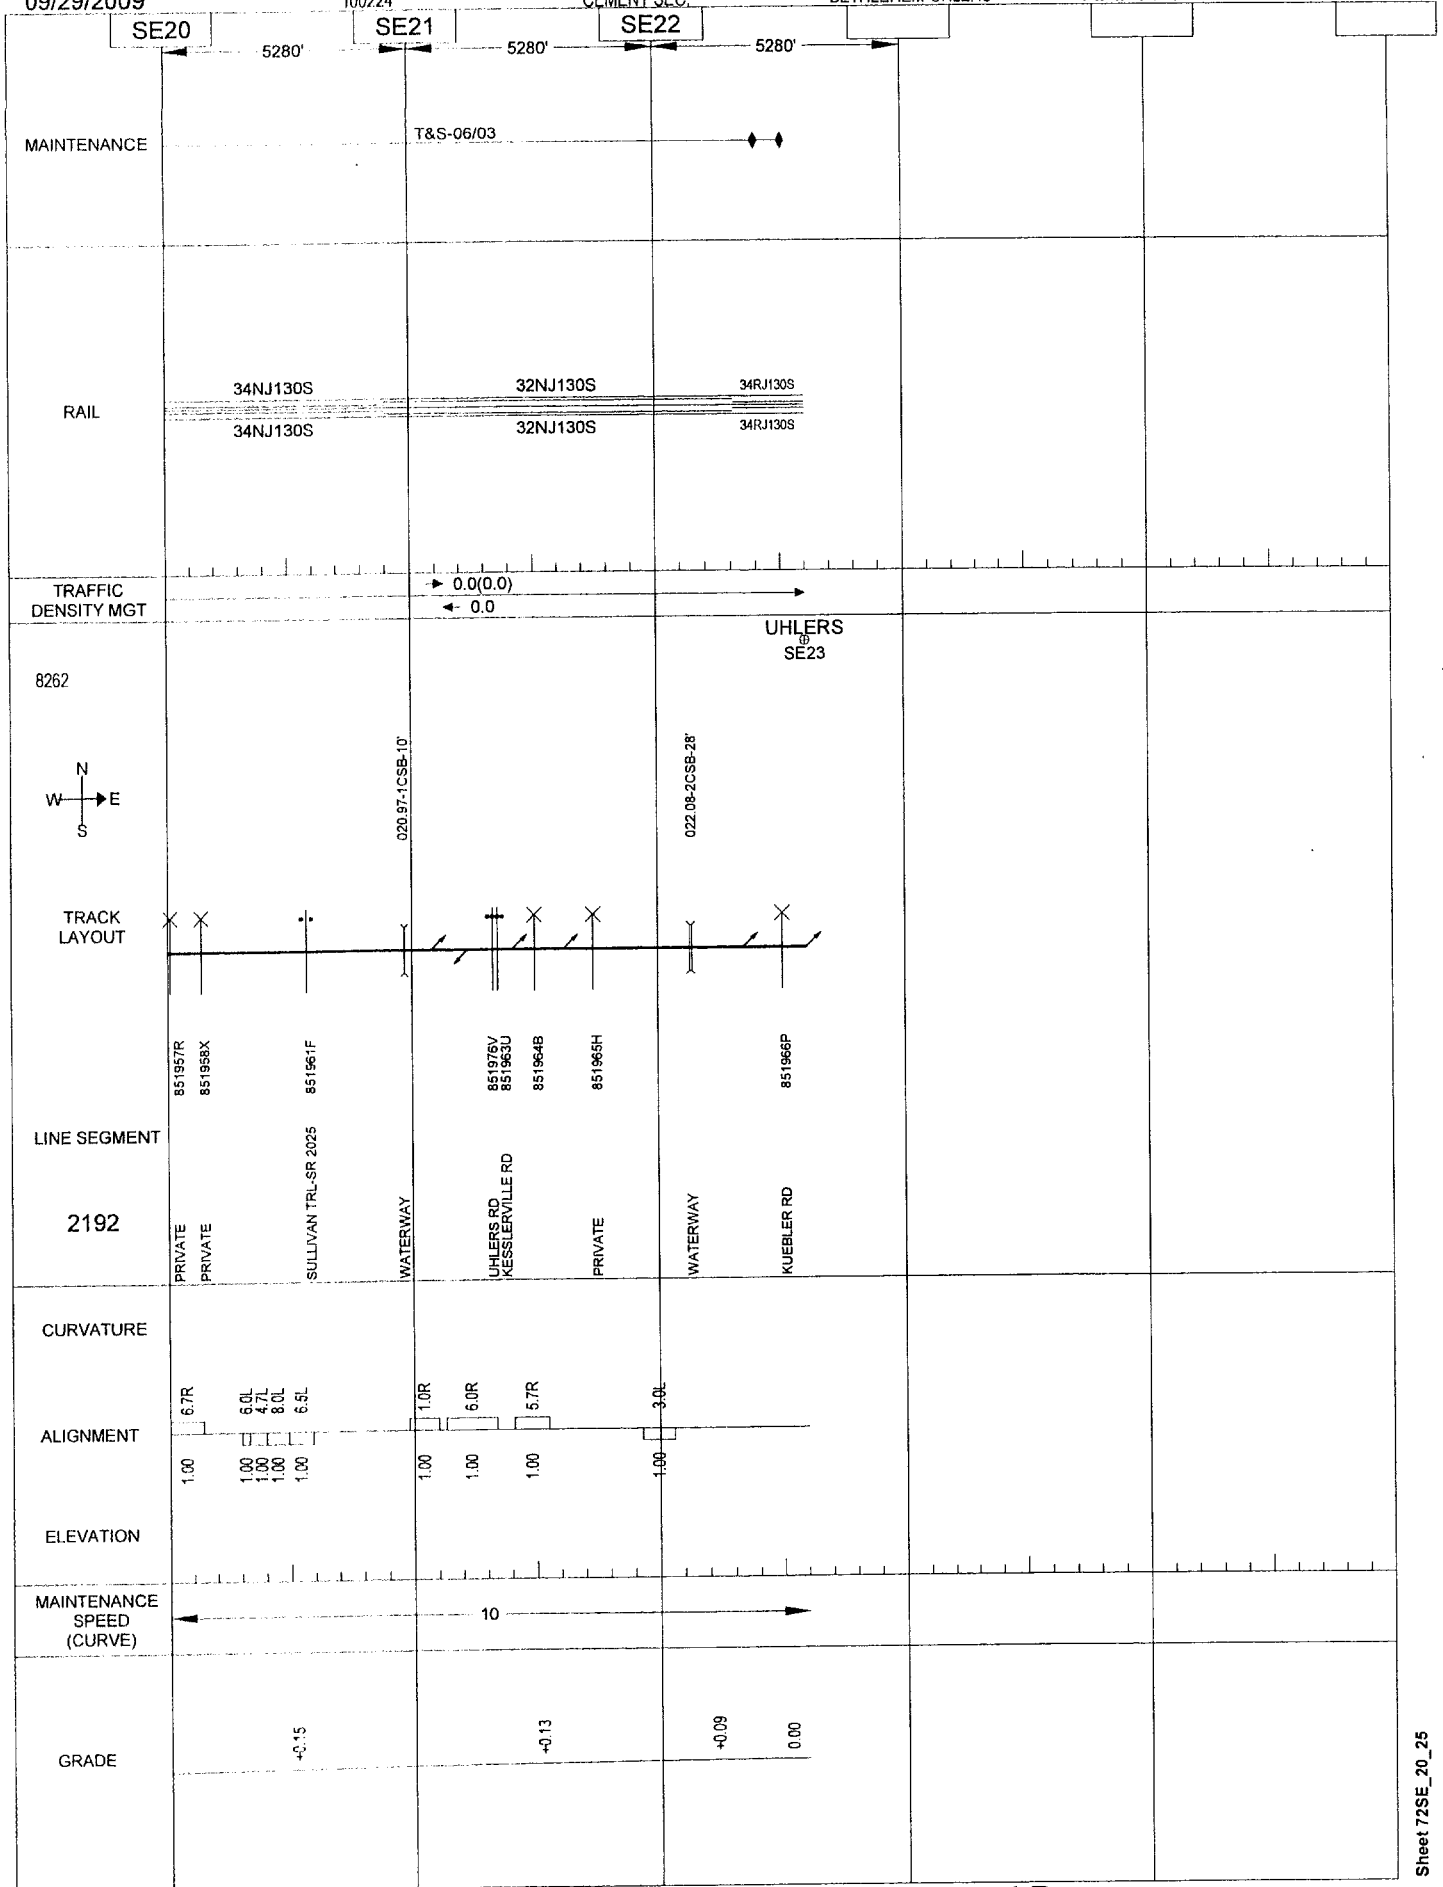 09/29/2009
100224
CEMENT SEC.
SE20
SE21
SE22
5280'
5280'
5280'
MAINTENANCE
T&S-06/03
RAIL
34NJ130S
32NJ130S
34RJ130S
34NJ130S
32NJ130S
34RJ130S
TRAFFIC
DENSITY MGT
0.0(0.0)
0.0
UHLERS
SE23
8262
N
W E
S
020.97-1CSB-10'
022.08-2CSB-28'
TRACK
LAYOUT
851957R
851958X
851961F
851976V
851963U
851964B
851965H
851966P
LINE SEGMENT
2192
PRIVATE
PRIVATE
SULLIVAN TRL-SR 2025
WATERWAY
UHLERS RD
KESSLERVILLE RD
PRIVATE
WATERWAY
KUEBLER RD
CURVATURE
6.7R
6.0L
4.7L
8.0L
6.5L
1.0R
6.0R
5.7R
3.0L
ALIGNMENT
1.00
1.00
1.00
1.00
1.00
1.00
1.00
1.00
1.00
ELEVATION
MAINTENANCE
SPEED
(CURVE)
10
GRADE
+0.15
+0.13
+0.09
0.00
Sheet 72SE_20_25